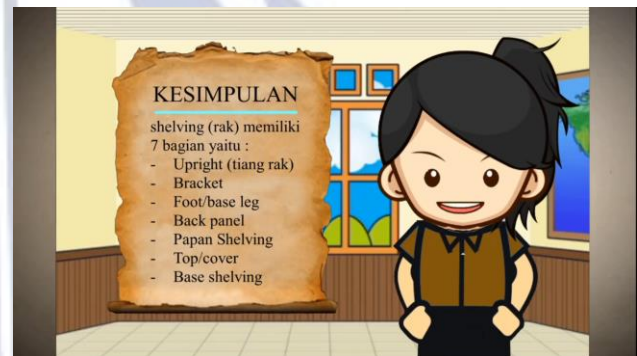 KESIMPULAN
shelving (rak) memiliki
7 bagian yaitu :
- Upright (tiang rak)
- Bracket
- Foot/base leg
- Back panel
- Papan Shelving
- Top/cover
- Base shelving